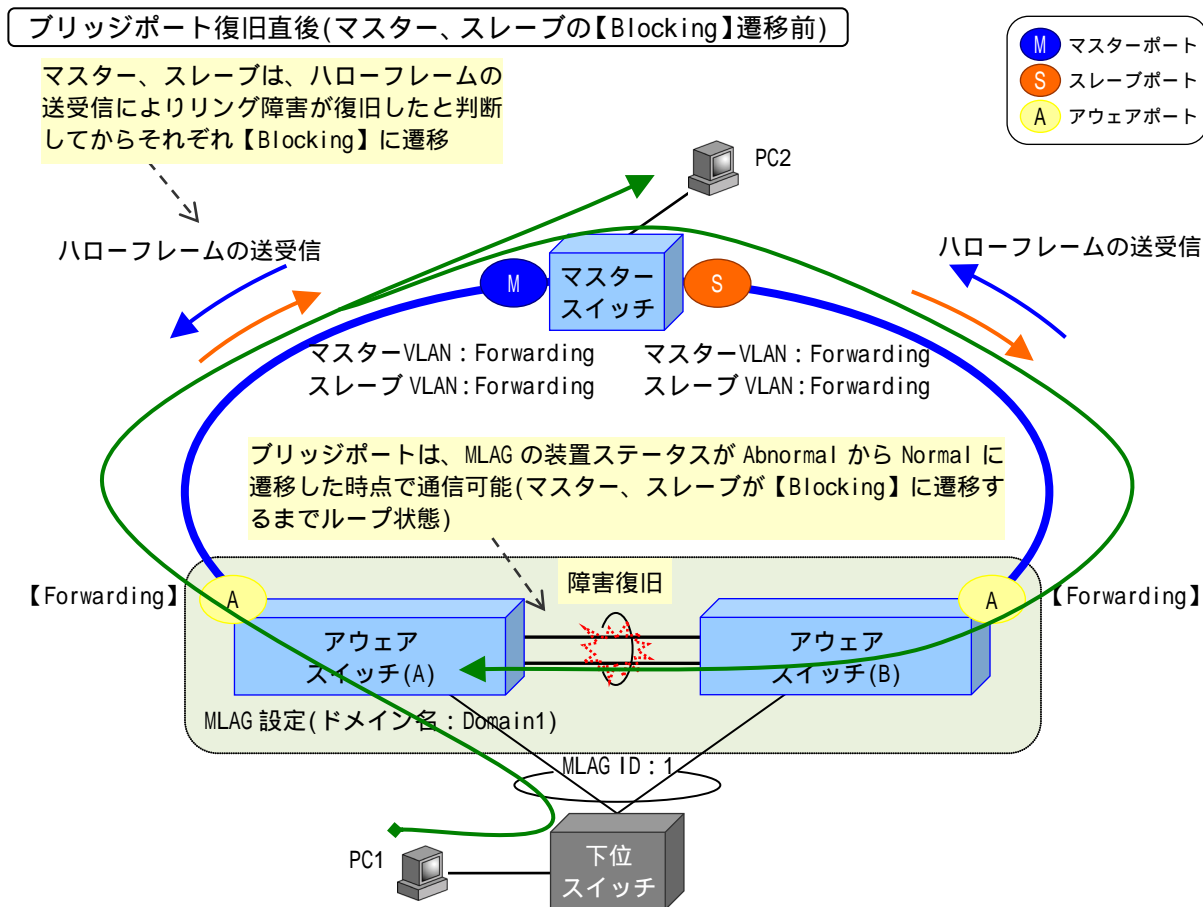 ブリッジポート復旧直後(マスター、スレーブの【Blocking】遷移前)
M マスターポート
S スレーブポート
A アウェアポート
マスター、スレーブは、ハローフレームの
送受信によりリング障害が復旧したと判断
してからそれぞれ【Blocking】に遷移
PC2
ハローフレームの送受信
ハローフレームの送受信
M
マスター
スイッチ
S
マスターVLAN：Forwarding
スレーブ VLAN：Forwarding
マスターVLAN：Forwarding
スレーブ VLAN：Forwarding
ブリッジポートは、MLAG の装置ステータスが Abnormal から Normal に
遷移した時点で通信可能(マスター、スレーブが【Blocking】に遷移す
るまでループ状態)
【Forwarding】
A
障害復旧
A
【Forwarding】
アウェア
スイッチ(A)
アウェア
スイッチ(B)
MLAG 設定(ドメイン名：Domain1)
MLAG ID：1
PC1
下位
スイッチ